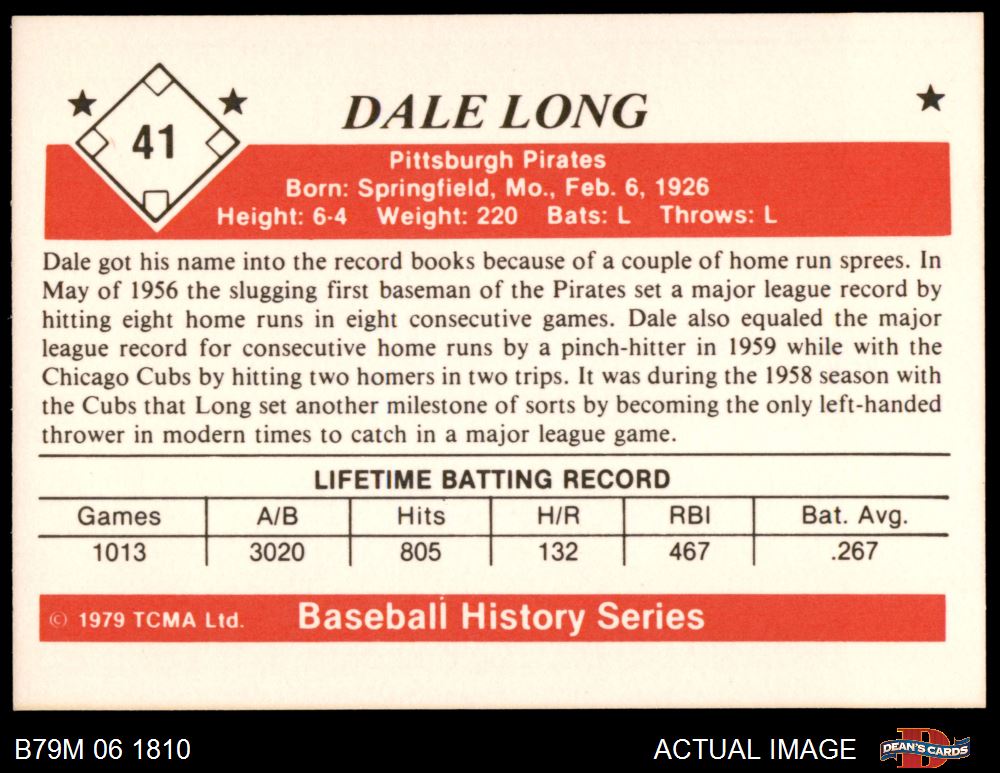 41
DALE LONG
Pittsburgh Pirates
Born: Springfield, Mo., Feb. 6, 1926
Height: 6-4 Weight: 220 Bats: L Throws: L
Dale got his name into the record books because of a couple of home run sprees. In
May of 1956 the slugging first baseman of the Pirates set a major league record by
hitting eight home runs in eight consecutive games. Dale also equaled the major
league record for consecutive home runs by a pinch-hitter in 1959 while with the
Chicago Cubs by hitting two homers in two trips. It was during the 1958 season with
the Cubs that Long set another milestone of sorts by becoming the only left-handed
thrower in modern times to catch in a major league game.
LIFETIME BATTING RECORD
Games A/B Hits H/R RBI Bat. Avg.
1013 3020 805 132 467 .267
© 1979 TCMA Ltd. Baseball History Series
B79M 06 1810 ACTUAL IMAGE DEAN'S CARDS